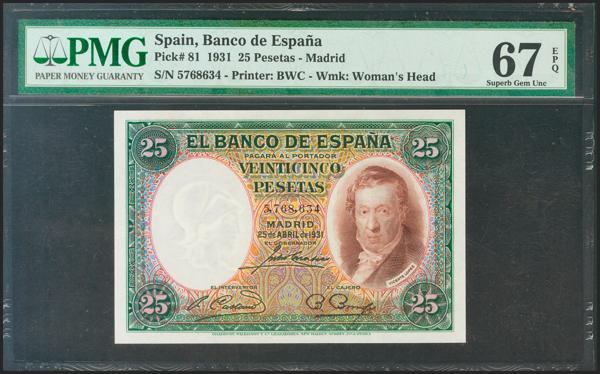 PMG
PAPER MONEY GUARANTY
Spain, Banco de España
Pick# 81 1931 25 Pesetas - Madrid
S/N 5768634 - Printer: BWC - Wmk: Woman's Head
67 EPQ
Superb Gem Unc
25 EL BANCO DE ESPAÑA 25
PAGARÁ AL PORTADOR
VEINTICINCO
PESETAS
5,768,634
MADRID
25 de ABRIL de 1931
EL GOBERNADOR
VICENTE LOPEZ
EL INTERVENTOR EL CAJERO
25 25